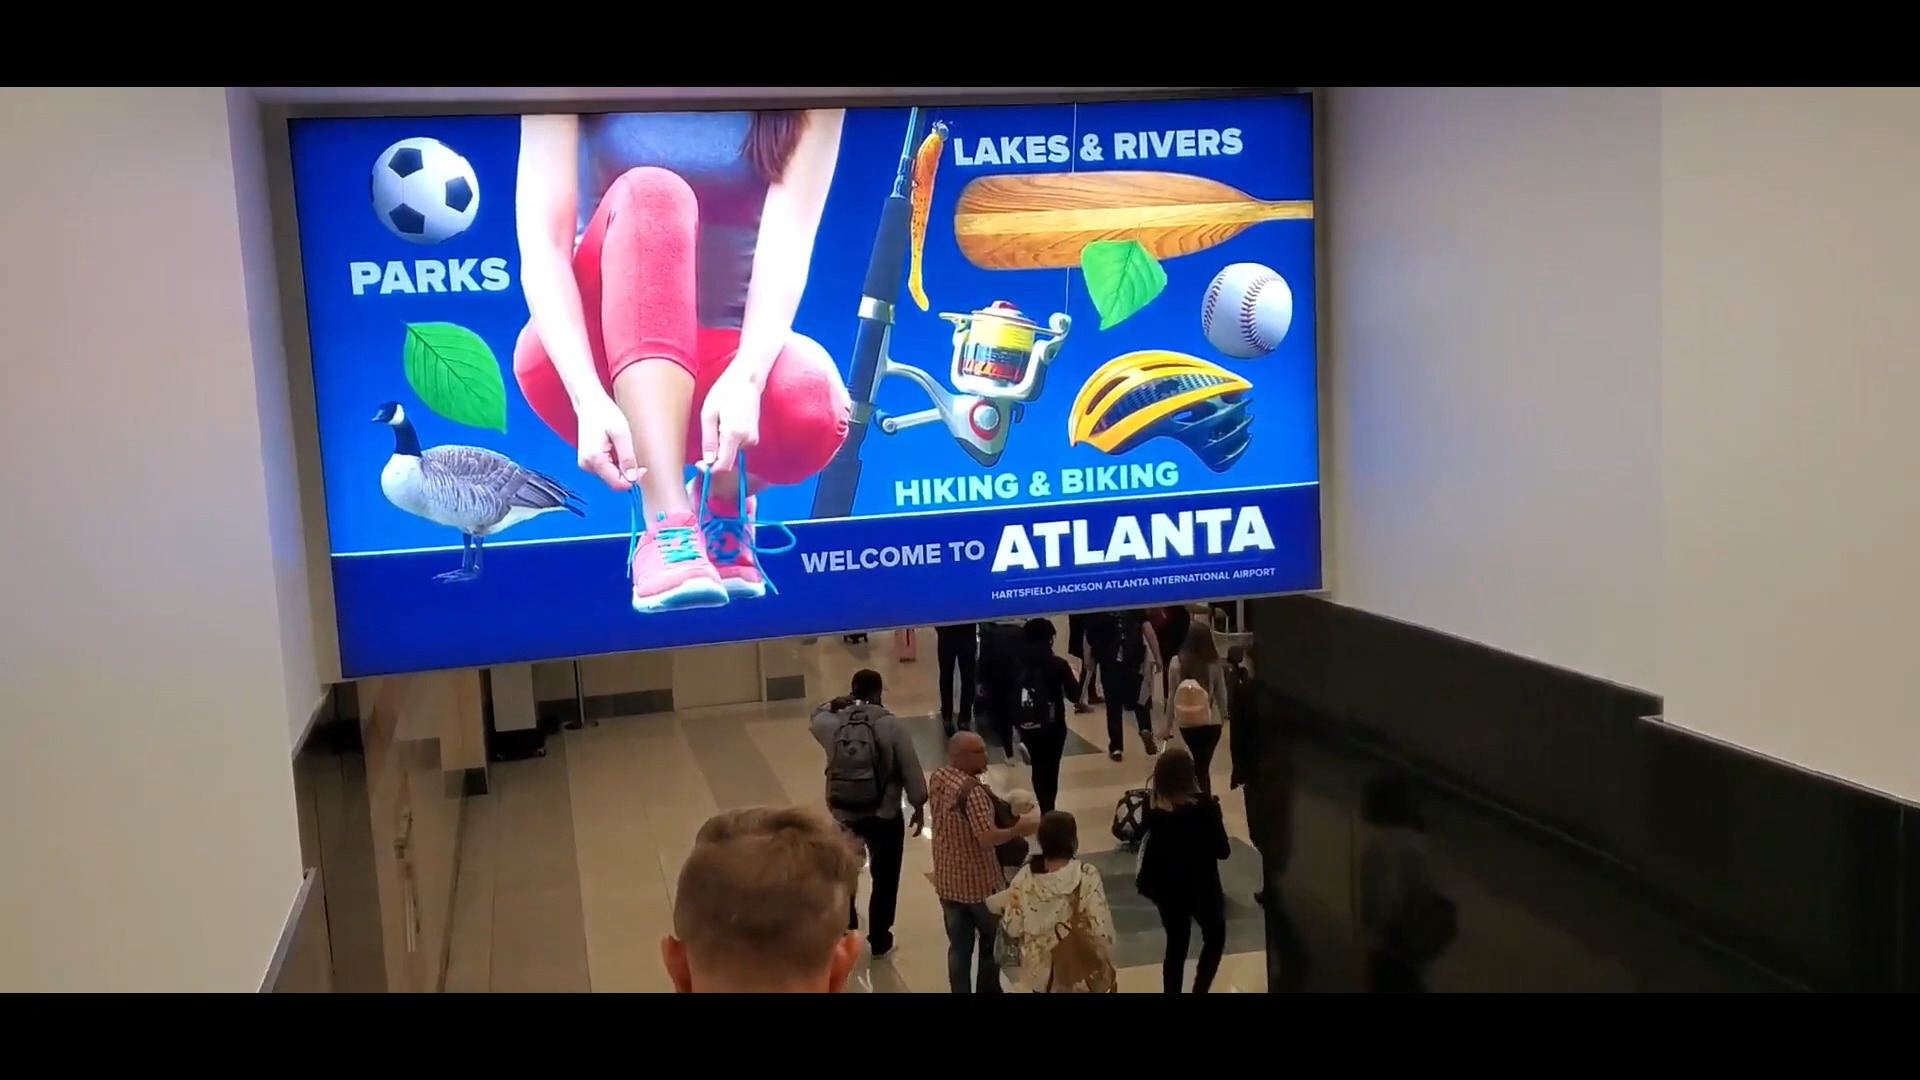 PARKS
LAKES & RIVERS
HIKING & BIKING
WELCOME TO ATLANTA
HARTSFIELD-JACKSON ATLANTA INTERNATIONAL AIRPORT